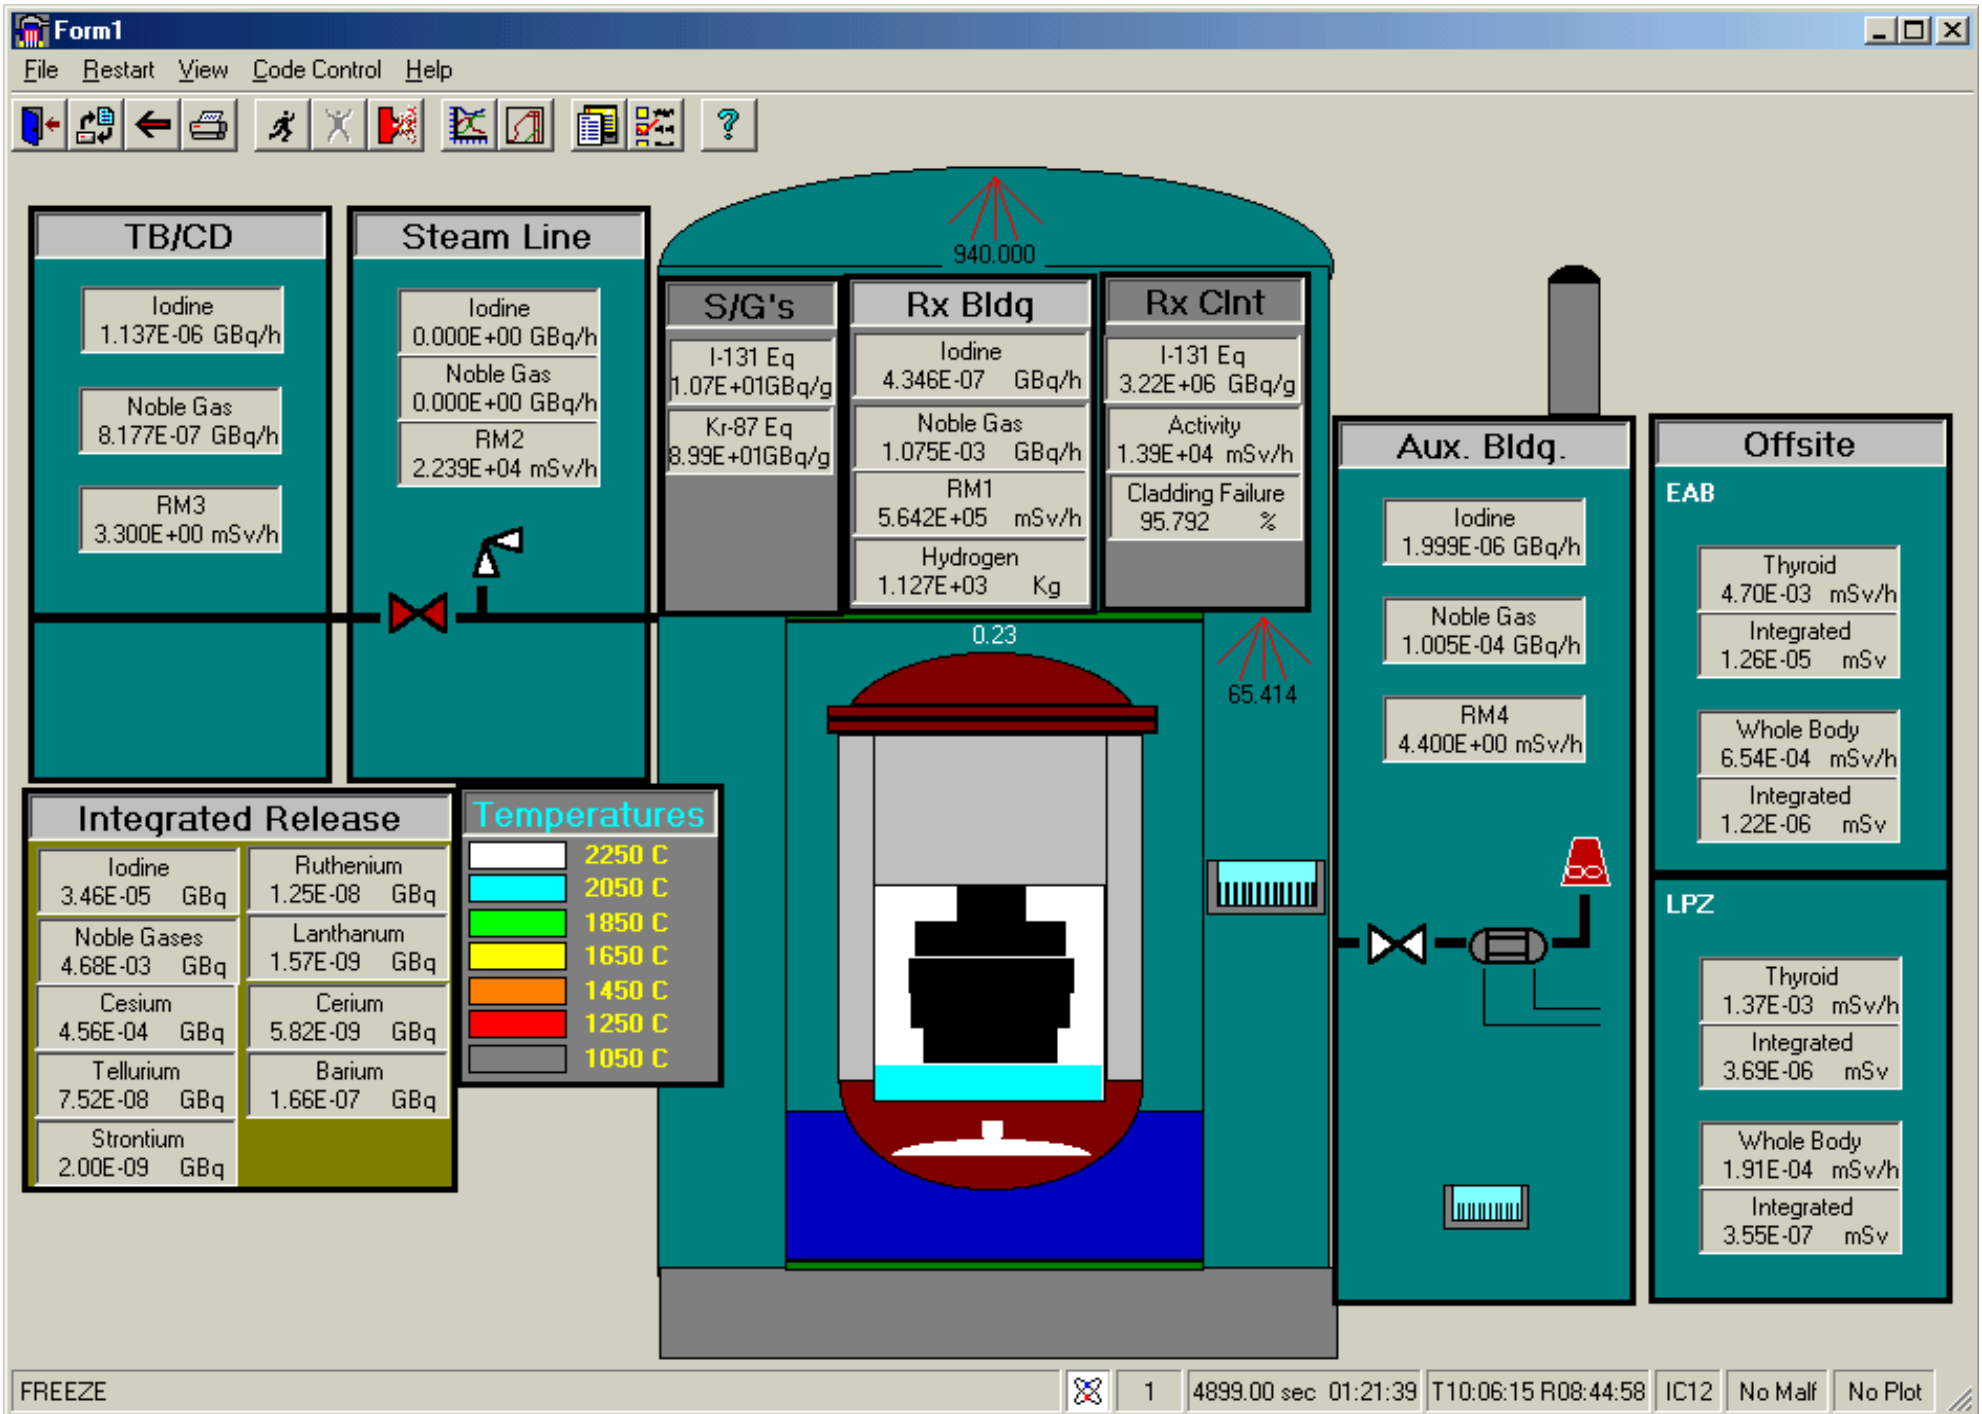 Form1
File Restart View Code Control Help
TB/CD
Iodine
1.137E-06 GBq/h
Noble Gas
8.177E-07 GBq/h
RM3
3.300E+00 mSv/h
Steam Line
Iodine
0.000E+00 GBq/h
Noble Gas
0.000E+00 GBq/h
RM2
2.239E+04 mSv/h
940.000
S/G's
I-131 Eq
1.07E+01GBq/g
Kr-87 Eq
8.99E+01GBq/g
Rx Bldg
Iodine
4.346E-07 GBq/h
Noble Gas
1.075E-03 GBq/h
RM1
5.642E+05 mSv/h
Hydrogen
1.127E+03 Kg
Rx Clnt
I-131 Eq
3.22E+06 GBq/g
Activity
1.39E+04 mSv/h
Cladding Failure
95.792 %
0.23
65.414
Aux. Bldg.
Iodine
1.999E-06 GBq/h
Noble Gas
1.005E-04 GBq/h
RM4
4.400E+00 mSv/h
Offsite
EAB
Thyroid
4.70E-03 mSv/h
Integrated
1.26E-05 mSv
Whole Body
6.54E-04 mSv/h
Integrated
1.22E-06 mSv
LPZ
Thyroid
1.37E-03 mSv/h
Integrated
3.69E-06 mSv
Whole Body
1.91E-04 mSv/h
Integrated
3.55E-07 mSv
Integrated Release
Iodine
3.46E-05 GBq
Noble Gases
4.68E-03 GBq
Cesium
4.56E-04 GBq
Tellurium
7.52E-08 GBq
Strontium
2.00E-09 GBq
Ruthenium
1.25E-08 GBq
Lanthanum
1.57E-09 GBq
Cerium
5.82E-09 GBq
Barium
1.66E-07 GBq
Temperatures
2250 C
2050 C
1850 C
1650 C
1450 C
1250 C
1050 C
FREEZE 1 4899.00 sec 01:21:39 T10:06:15 R08:44:58 IC12 No Malf No Plot